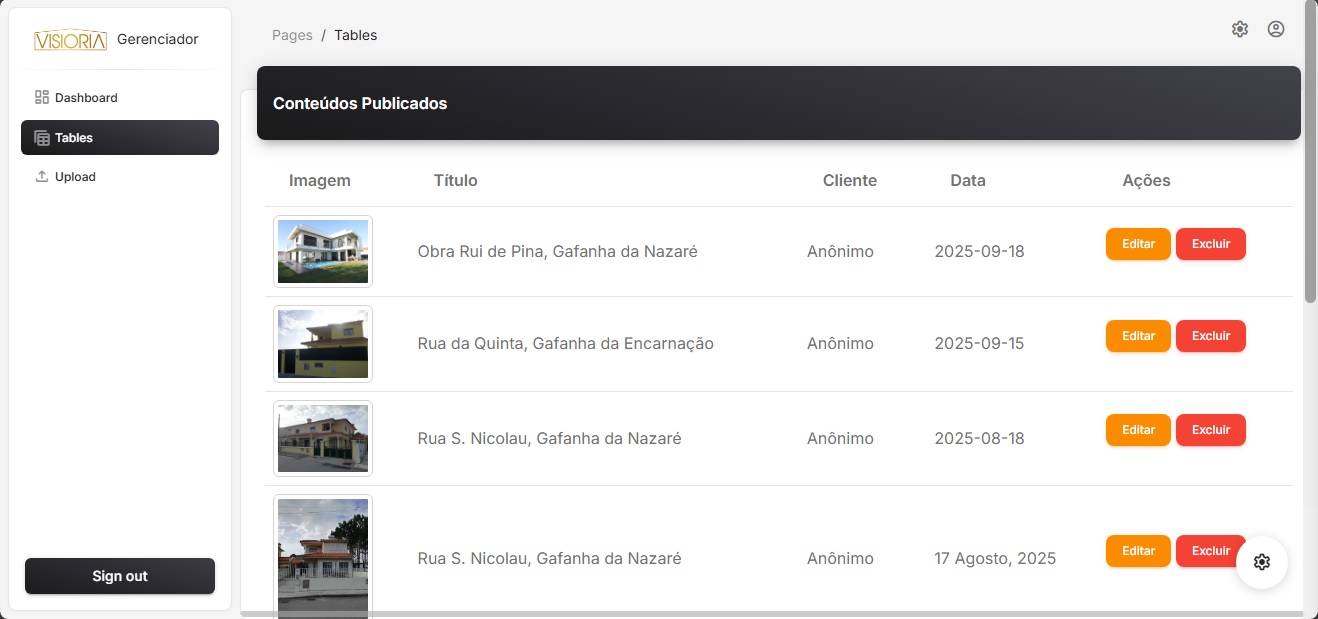 VISIORIA Gerenciador
Pages / Tables
Dashboard
Tables
Upload
Sign out
Conteúdos Publicados
Imagem Título Cliente Data Ações
Obra Rui de Pina, Gafanha da Nazaré Anônimo 2025-09-18 Editar Excluir
Rua da Quinta, Gafanha da Encarnação Anônimo 2025-09-15 Editar Excluir
Rua S. Nicolau, Gafanha da Nazaré Anônimo 2025-08-18 Editar Excluir
Rua S. Nicolau, Gafanha da Nazaré Anônimo 17 Agosto, 2025 Editar Excluir